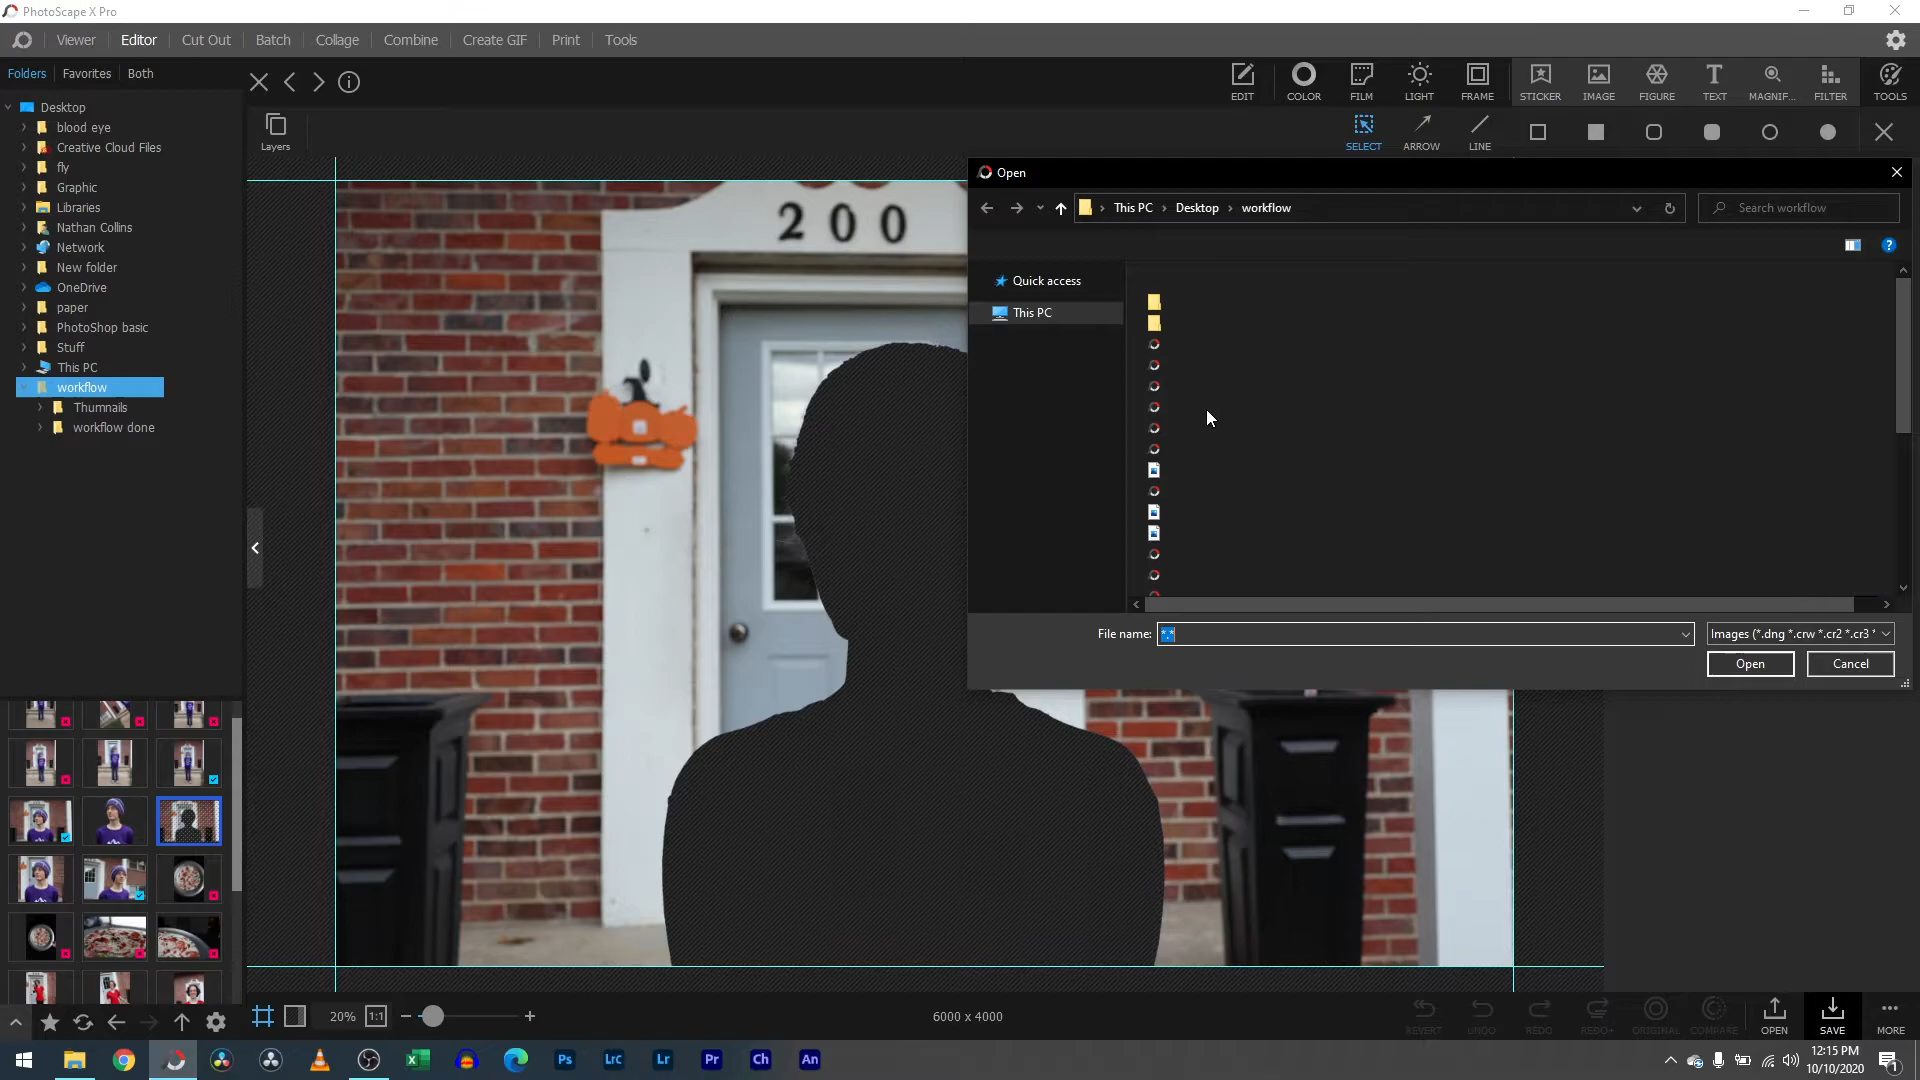 PhotoScape X Pro
Viewer Editor Cut Out Batch Collage Combine Create GIF Print Tools
Folders Favorites Both
EDIT COLOR FILM LIGHT FRAME STICKER IMAGE FIGURE TEXT MAGNIF... FILTER TOOLS
Layers
SELECT ARROW LINE
Desktop
blood eye
Creative Cloud Files
fly
Graphic
Libraries
Nathan Collins
Network
New folder
OneDrive
paper
PhotoShop basic
Stuff
This PC
workflow
Thumnails
workflow done
200
Open
This PC Desktop workflow
Search workflow
Quick access
This PC
File name: *.*
Images (*.dng *.crw *.cr2 *.cr3 *
Open Cancel
20% 1:1
6000 x 4000
REVERT UNDO REDO REDO+ ORIGINAL COMPARE OPEN SAVE MORE
Ps Lrc Lr Pr Ch An
12:15 PM
10/10/2020
1